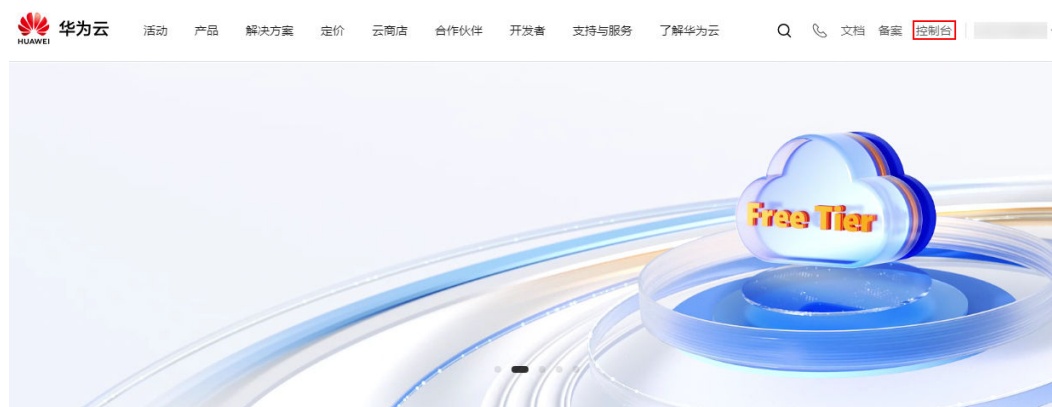 HUAWEI 华为云 活动 产品 解决方案 定价 云商店 合作伙伴 开发者 支持与服务 了解华为云 文档 备案 控制台
Free Tier